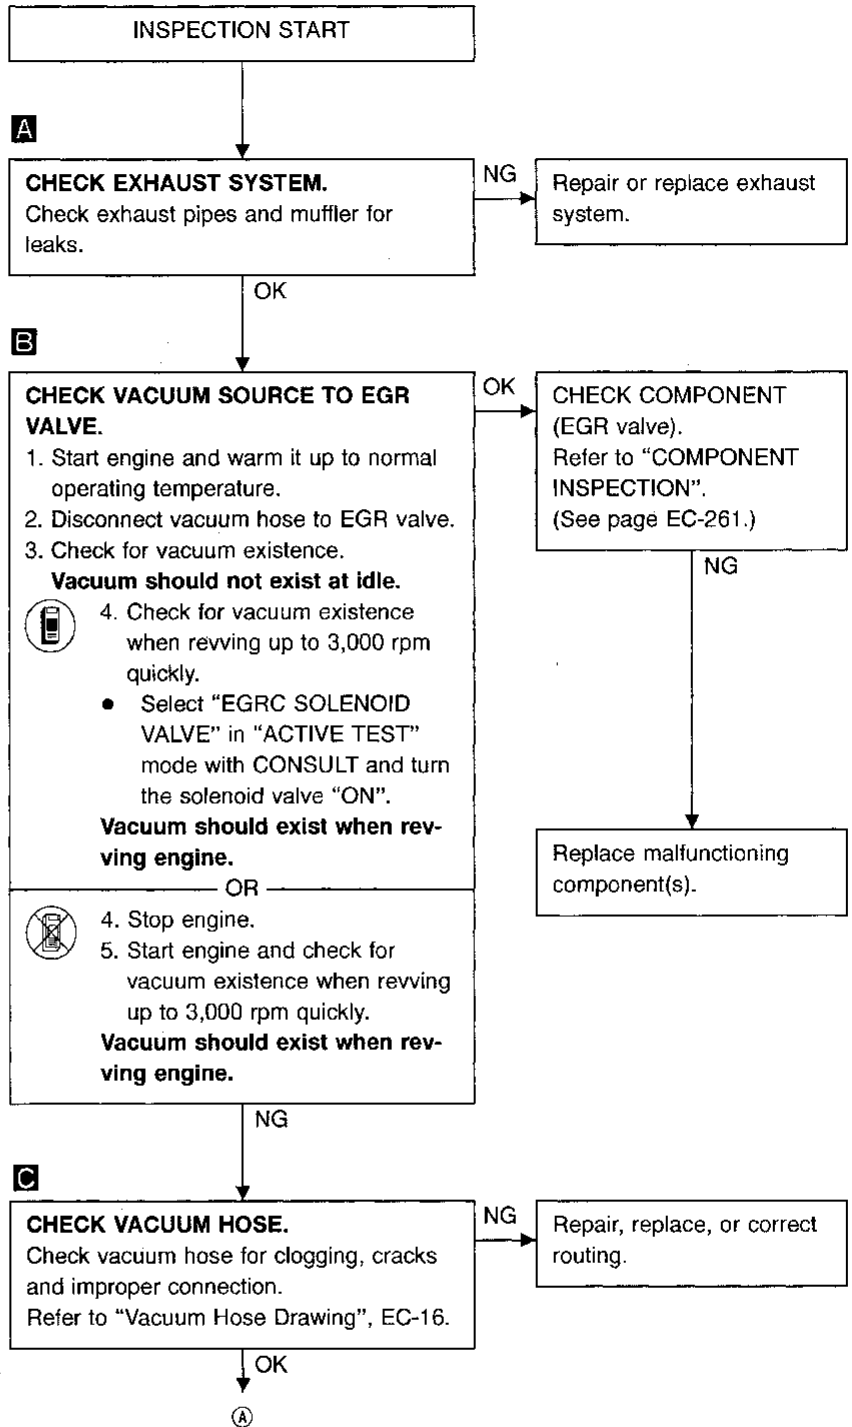 INSPECTION START
A
CHECK EXHAUST SYSTEM.
Check exhaust pipes and muffler for
leaks.
NG
Repair or replace exhaust
system.
OK
B
CHECK VACUUM SOURCE TO EGR
VALVE.
1. Start engine and warm it up to normal
operating temperature.
2. Disconnect vacuum hose to EGR valve.
3. Check for vacuum existence.
Vacuum should not exist at idle.
4. Check for vacuum existence
when revving up to 3,000 rpm
quickly.
● Select “EGRC SOLENOID
VALVE” in “ACTIVE TEST”
mode with CONSULT and turn
the solenoid valve “ON”.
Vacuum should exist when rev-
ving engine.
OR
4. Stop engine.
5. Start engine and check for
vacuum existence when revving
up to 3,000 rpm quickly.
Vacuum should exist when rev-
ving engine.
OK
CHECK COMPONENT
(EGR valve).
Refer to “COMPONENT
INSPECTION”.
(See page EC-261.)
NG
Replace malfunctioning
component(s).
NG
C
CHECK VACUUM HOSE.
Check vacuum hose for clogging, cracks
and improper connection.
Refer to “Vacuum Hose Drawing”, EC-16.
NG
Repair, replace, or correct
routing.
OK
Ⓐ